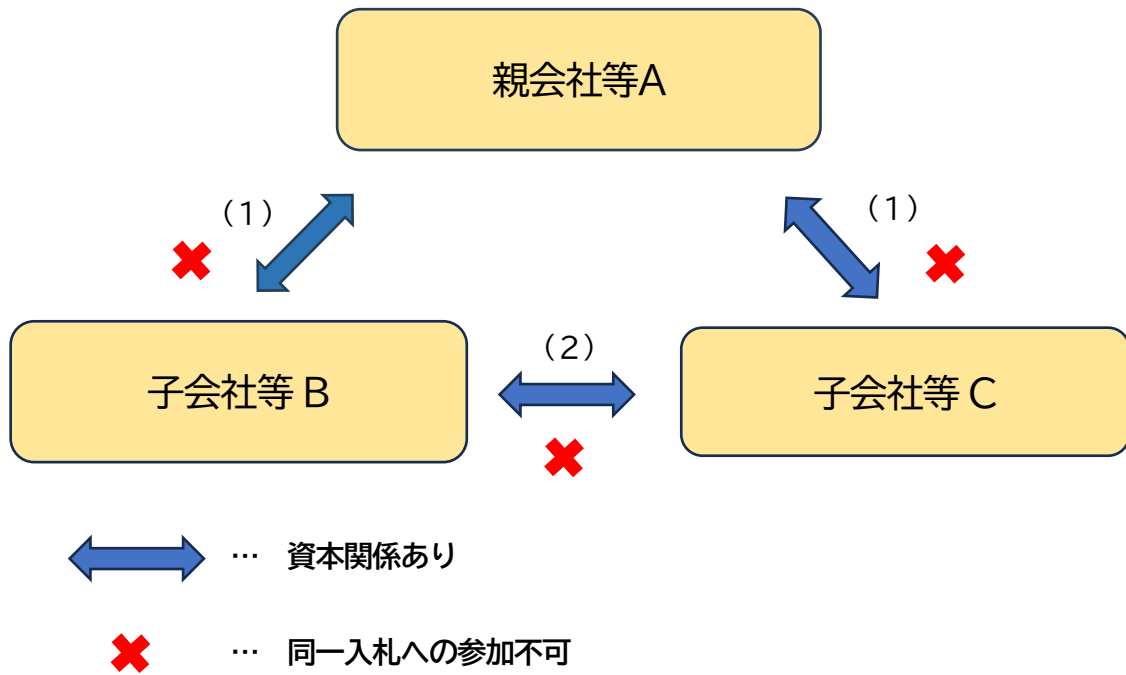 親会社等A
（1）
（1）
子会社等 B
（2）
子会社等 C
… 資本関係あり
… 同一入札への参加不可